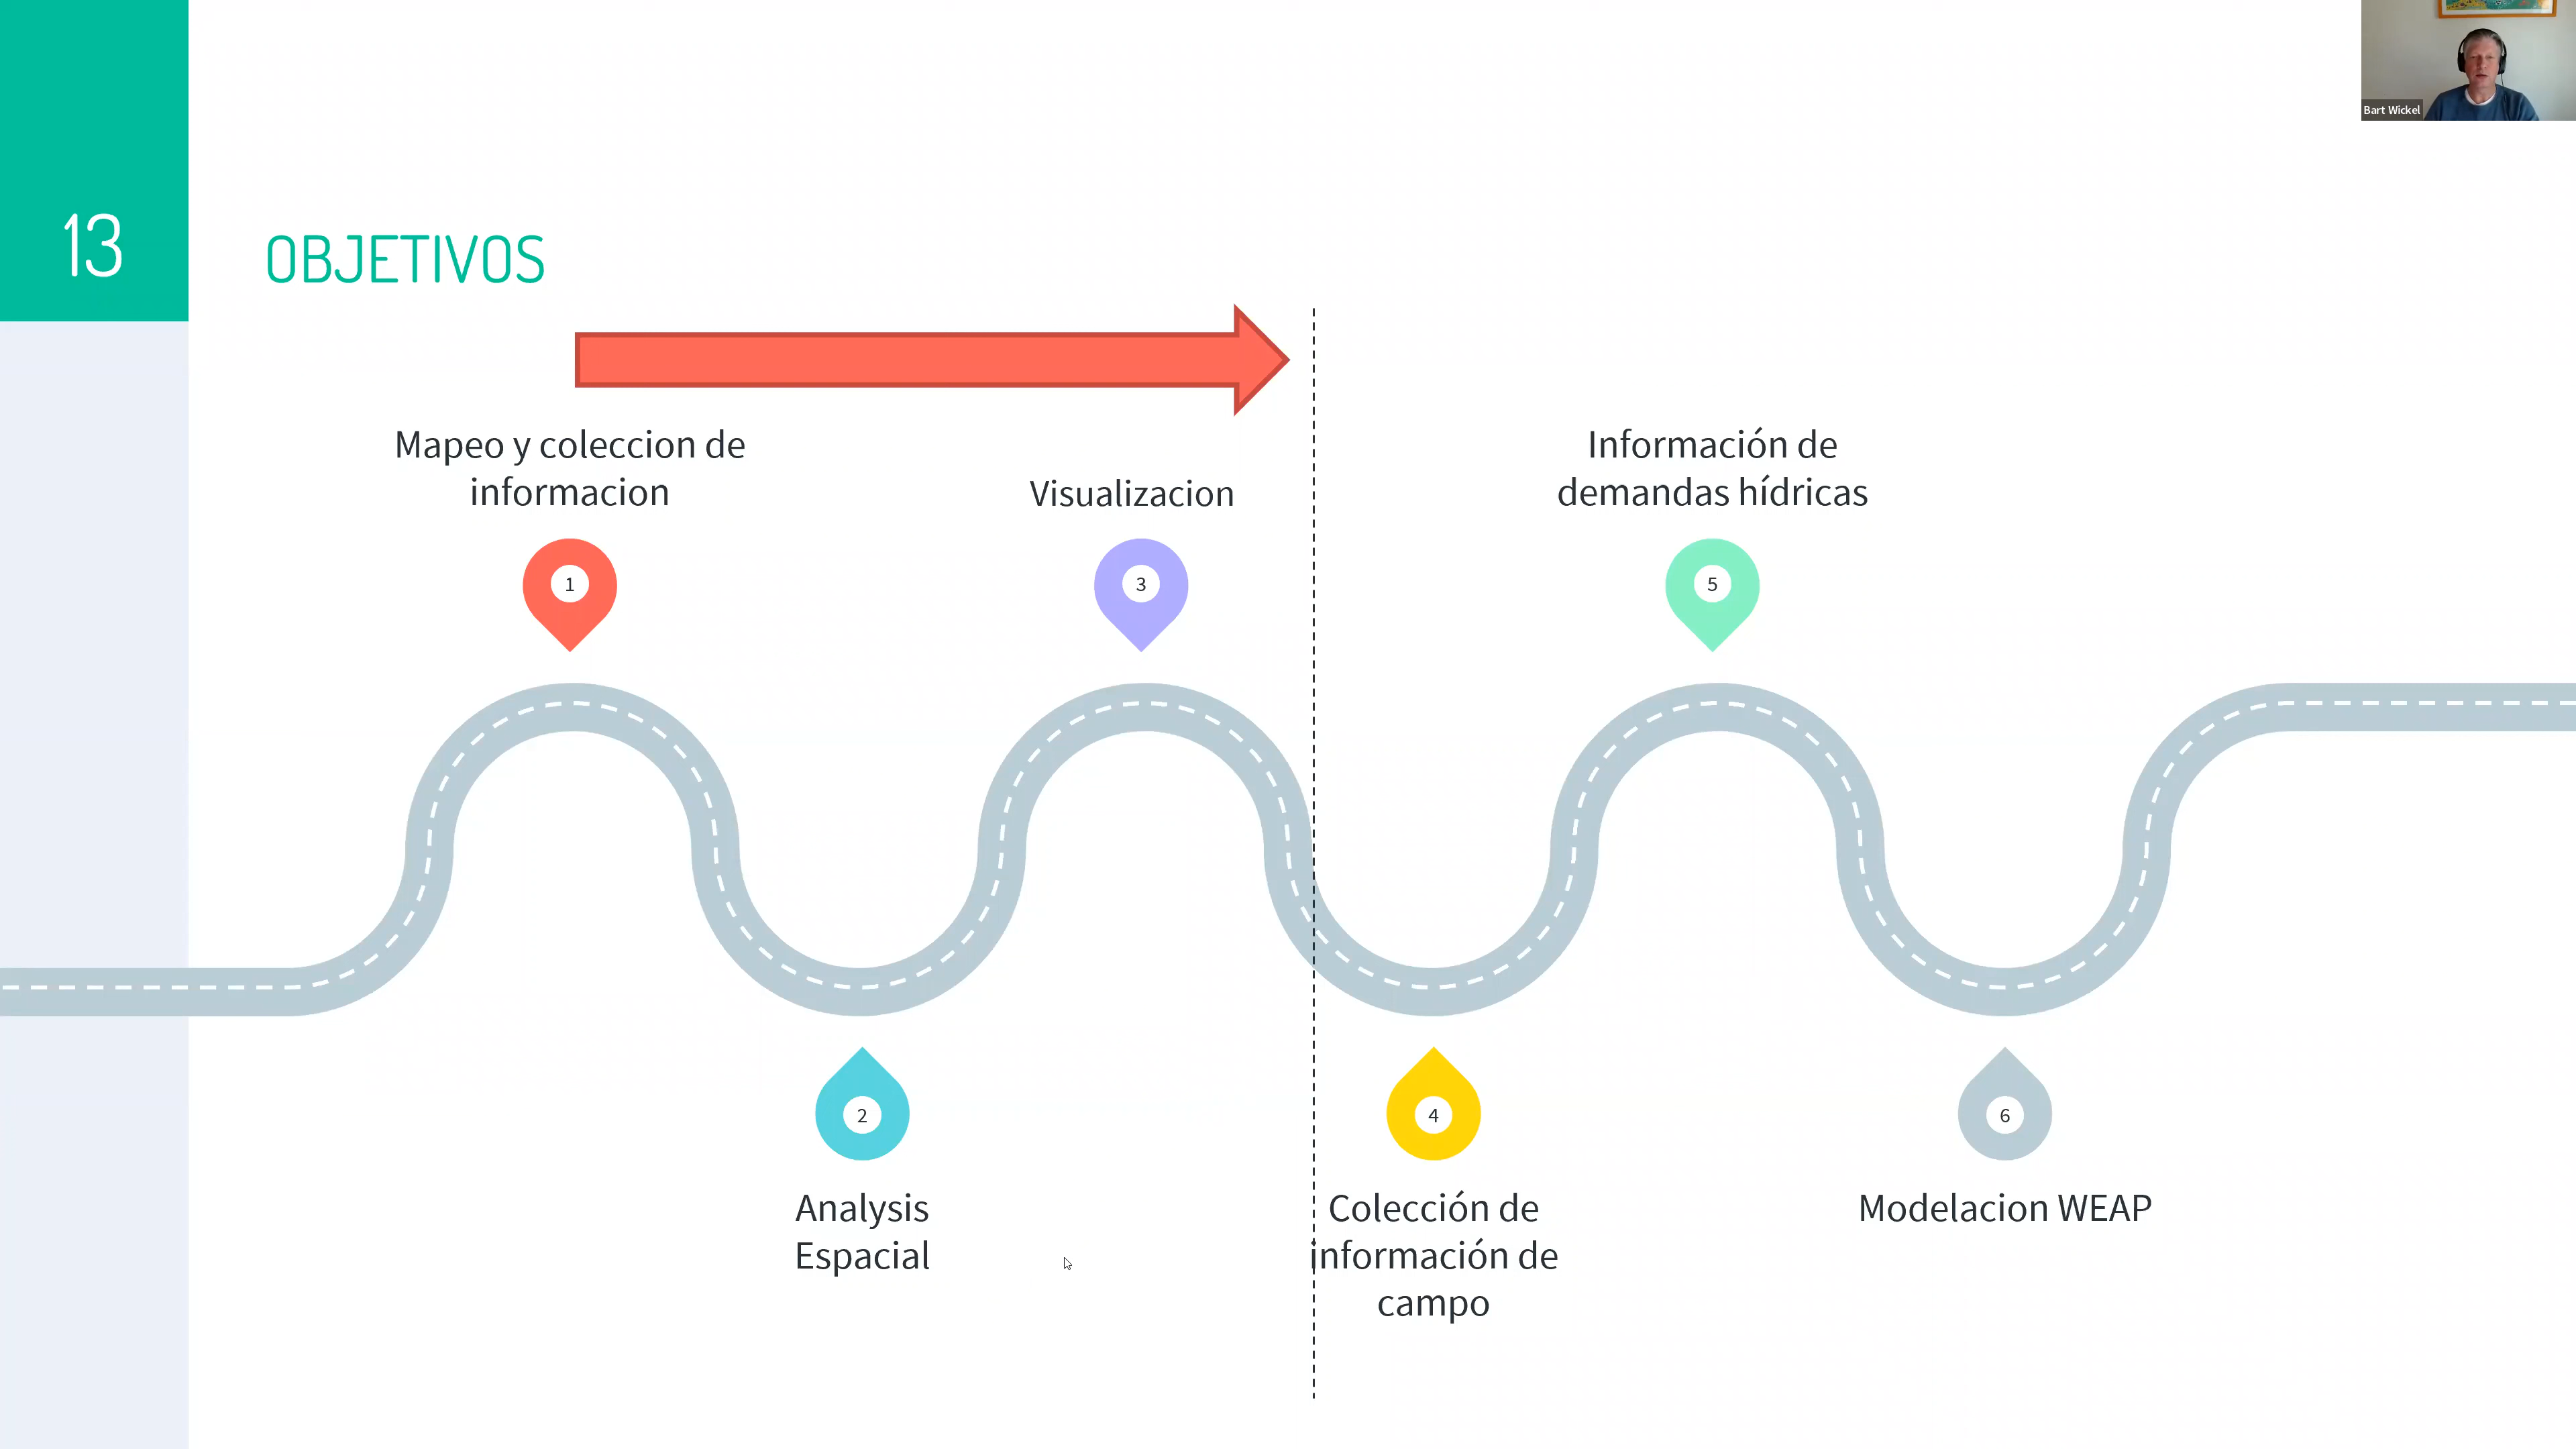 Bart Wickel
13
OBJETIVOS
Mapeo y coleccion de
informacion
Visualizacion
Información de
demandas hídricas
1
3
5
2
4
6
Analysis
Espacial
Colección de
información de
campo
Modelacion WEAP